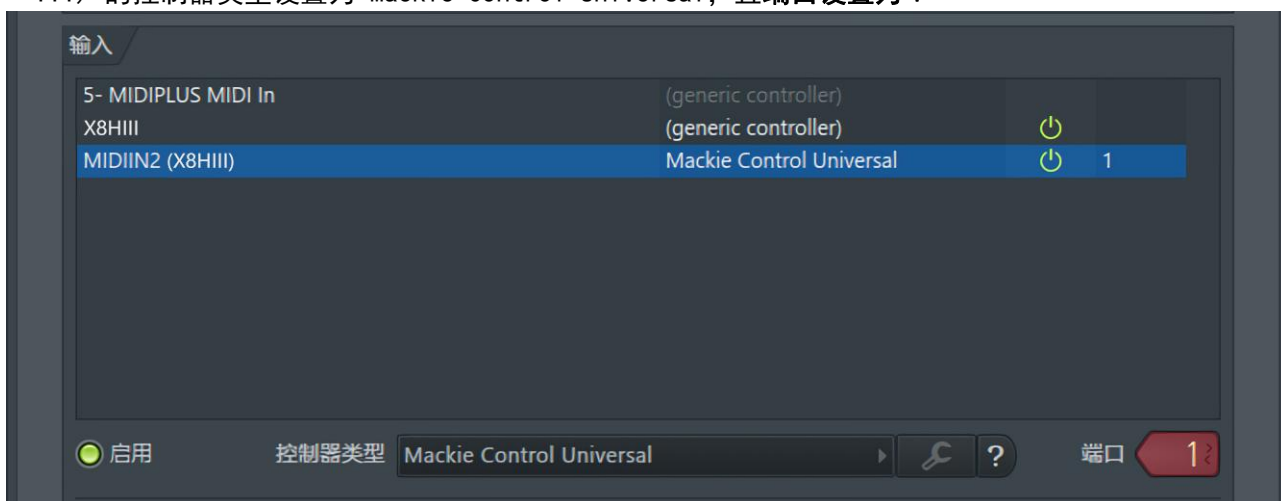 输入
5- MIDIPLUS MIDI In (generic controller)
X8HIII (generic controller)
MIDIIN2 (X8HIII) Mackie Control Universal 1
启用 控制器类型 Mackie Control Universal ? 端口 1